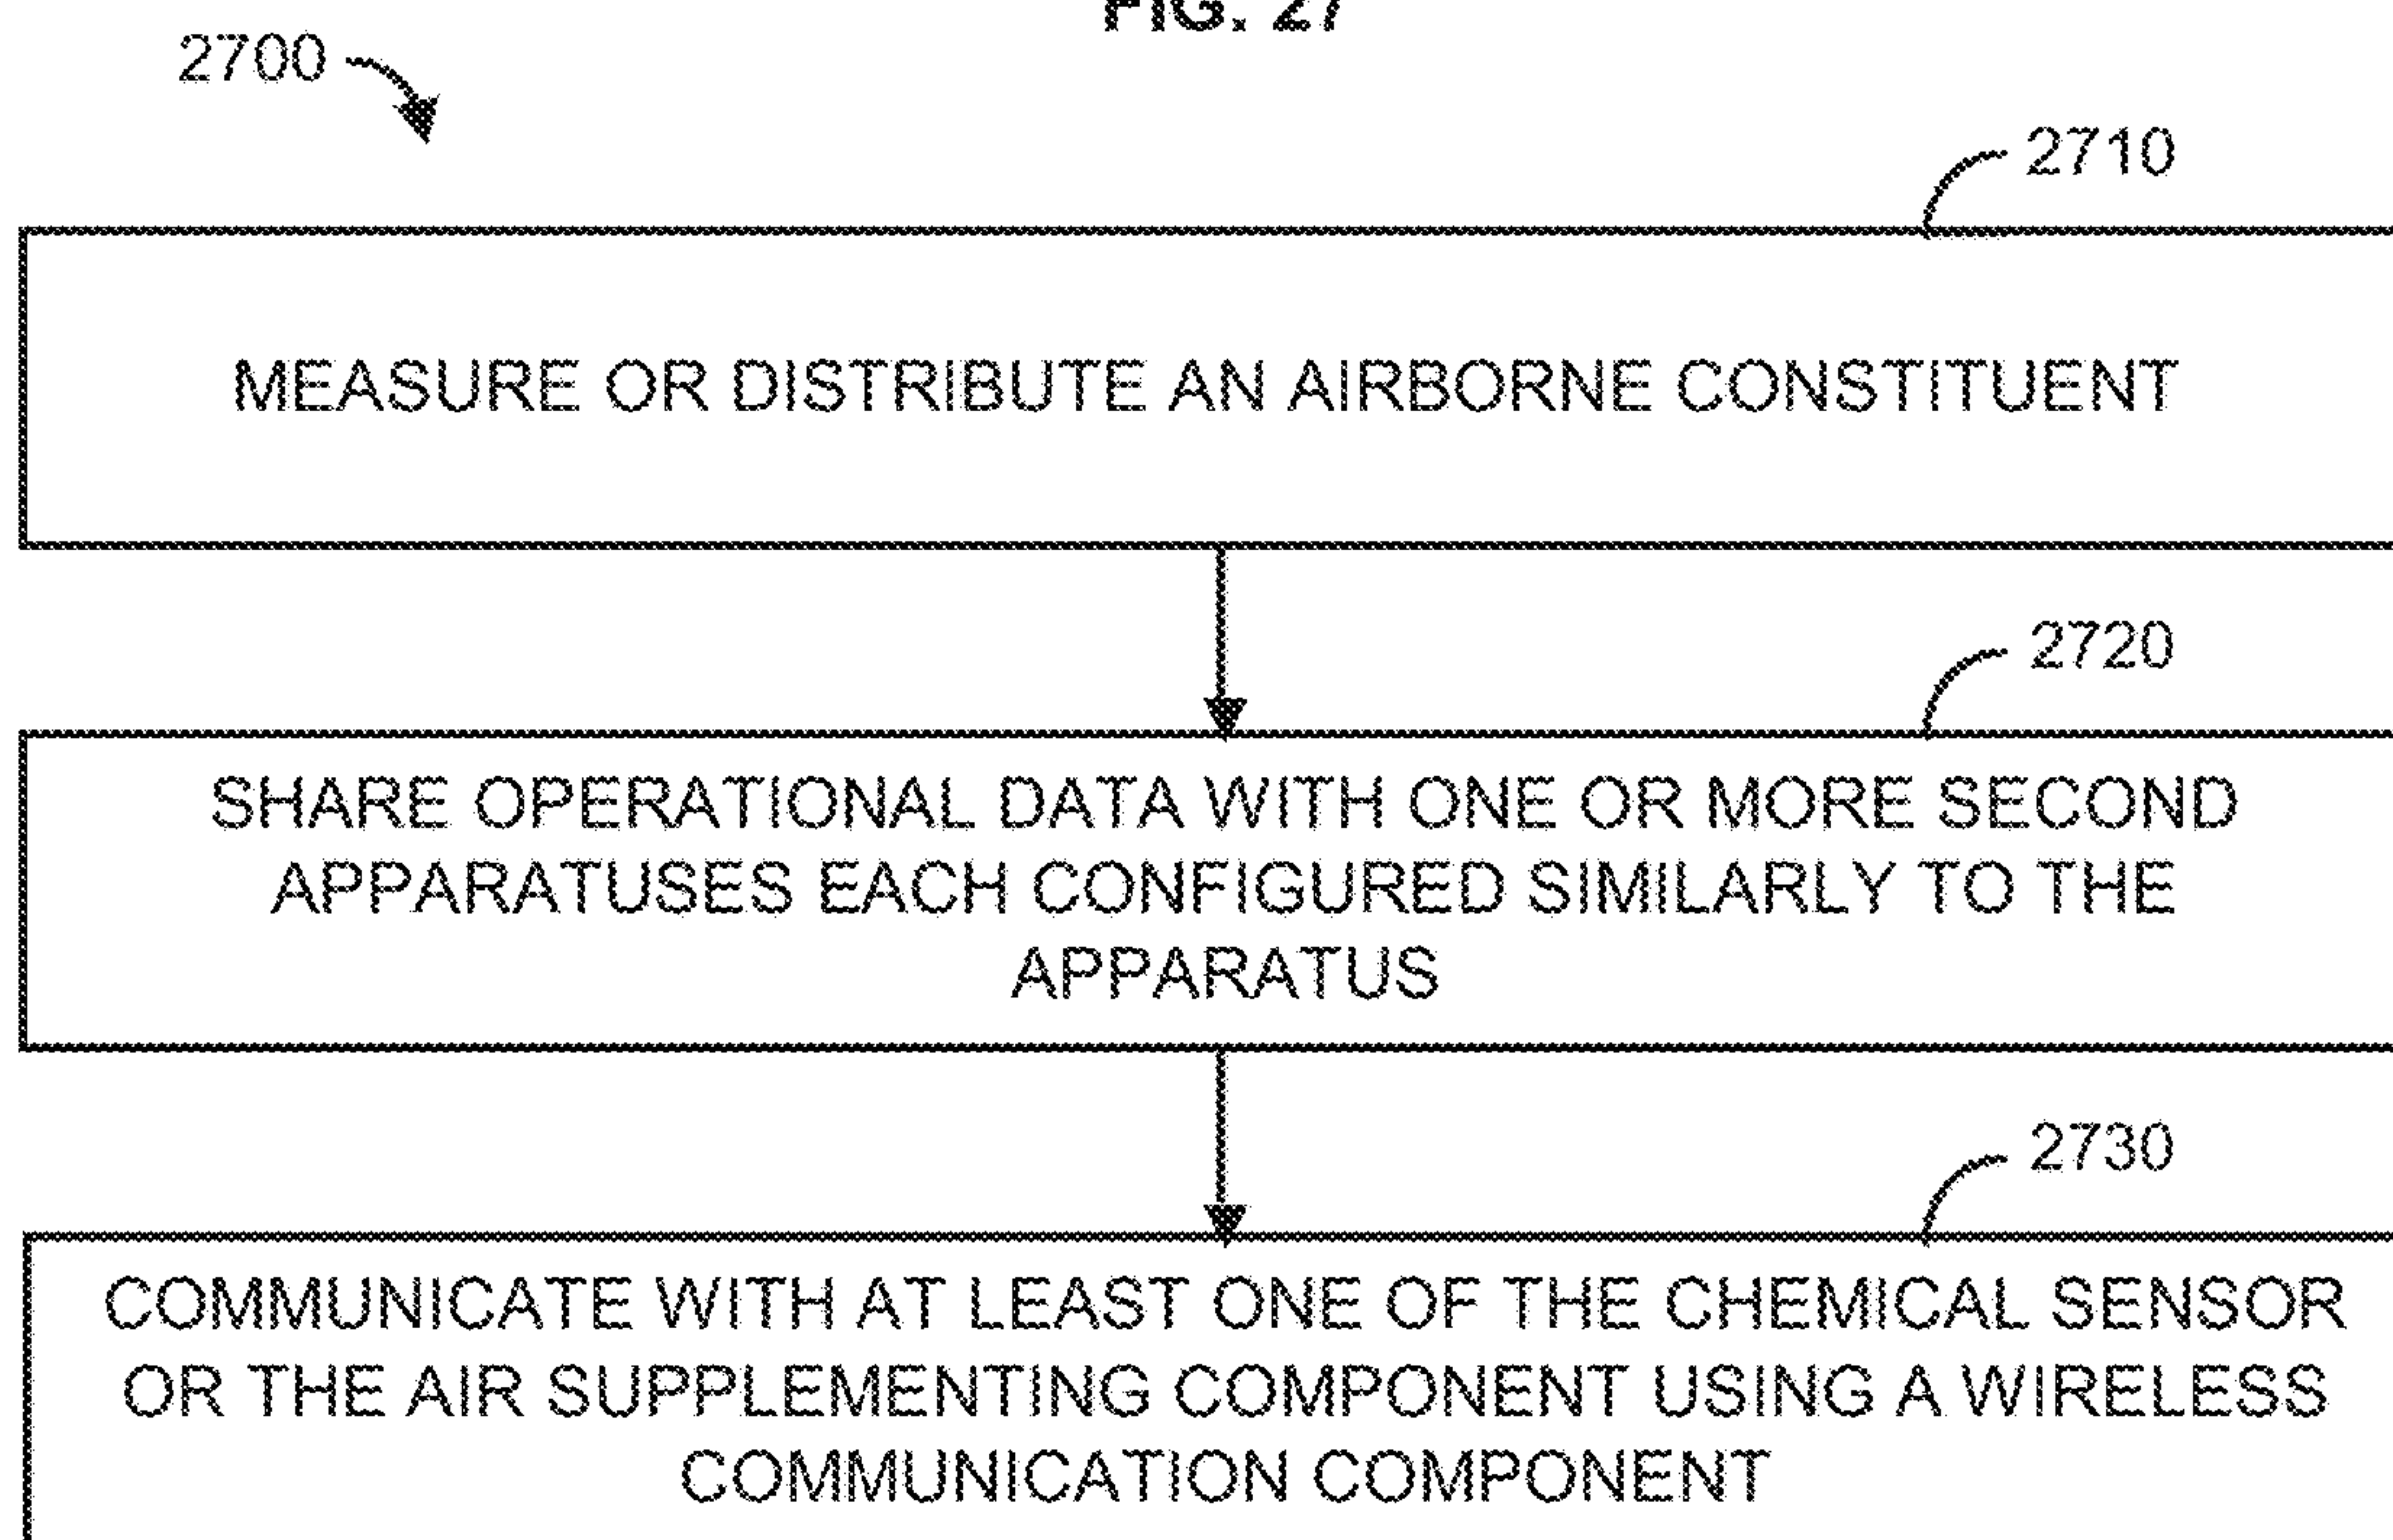 FIG. 27
2700
2710
MEASURE OR DISTRIBUTE AN AIRBORNE CONSTITUENT
2720
SHARE OPERATIONAL DATA WITH ONE OR MORE SECOND
APPARATUSES EACH CONFIGURED SIMILARLY TO THE
APPARATUS
2730
COMMUNICATE WITH AT LEAST ONE OF THE CHEMICAL SENSOR
OR THE AIR SUPPLEMENTING COMPONENT USING A WIRELESS
COMMUNICATION COMPONENT